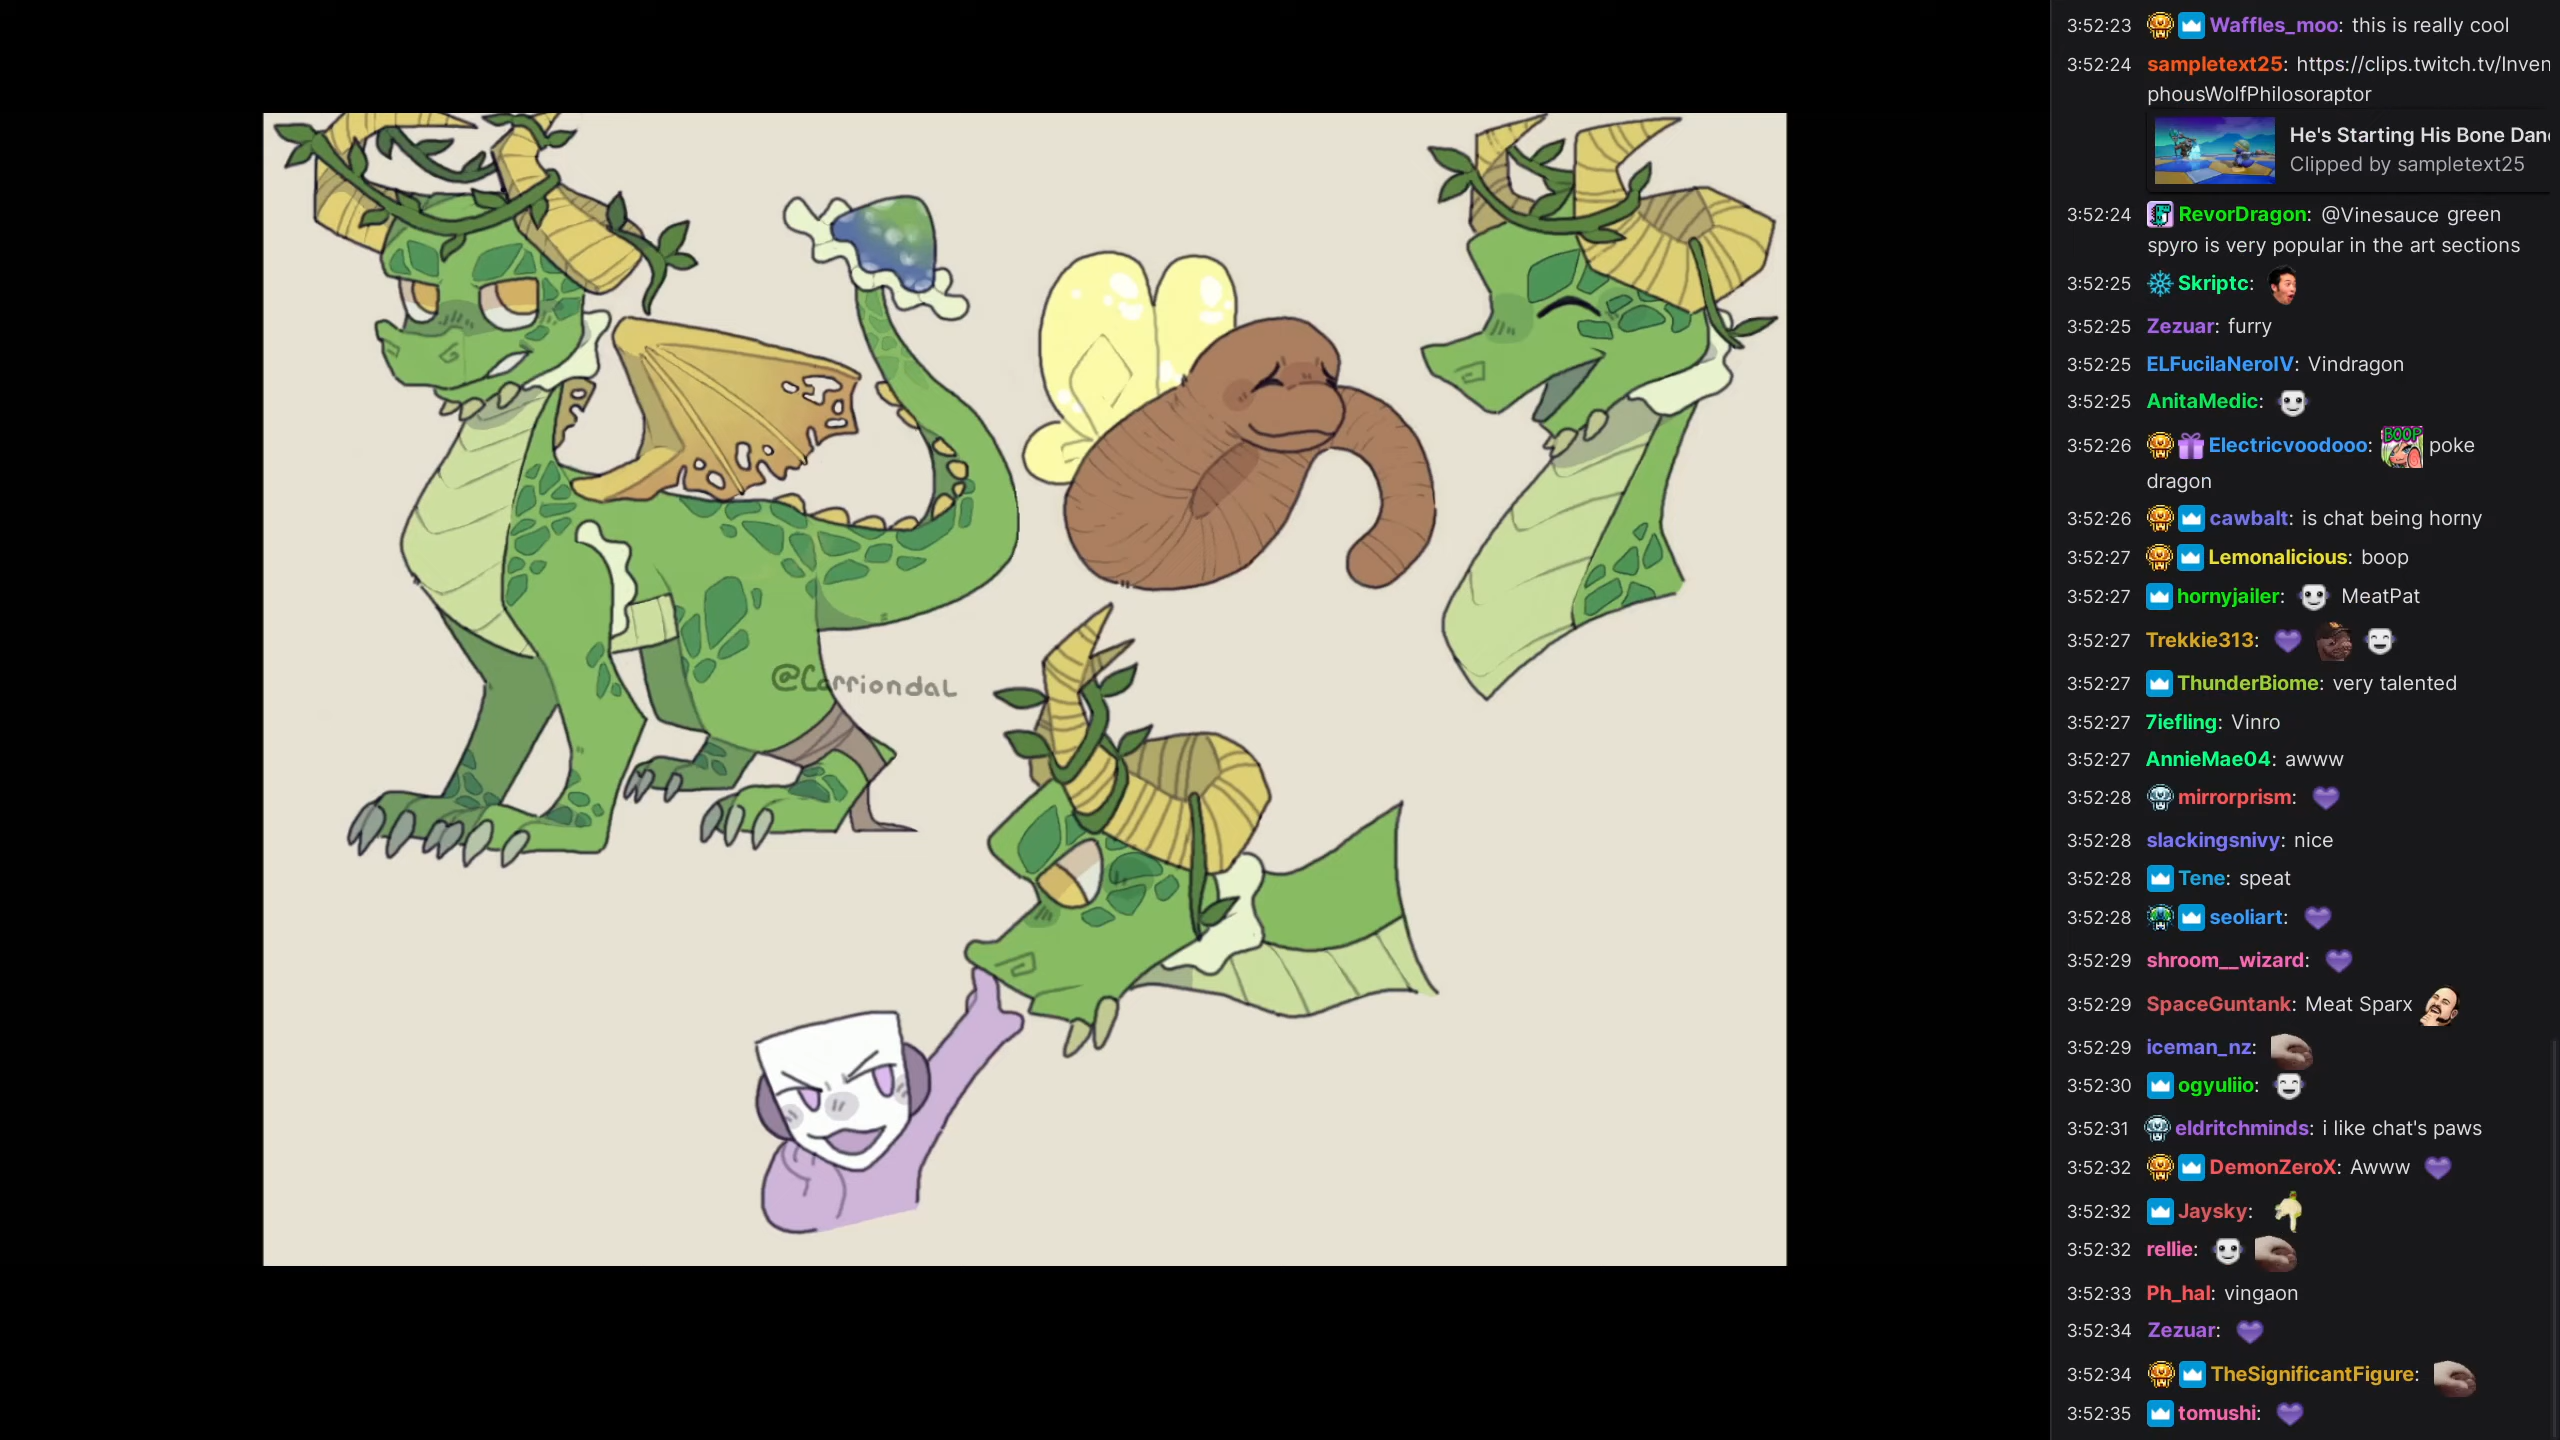 @Carriondal
3:52:23 Waffles_moo: this is really cool
3:52:24 sampletext25: https://clips.twitch.tv/Inven
phousWolfPhilosoraptor
He's Starting His Bone Dan
Clipped by sampletext25
3:52:24 RevorDragon: @Vinesauce green
spyro is very popular in the art sections
3:52:25 Skriptc:
3:52:25 Zezuar: furry
3:52:25 ELFucilaNeroIV: Vindragon
3:52:25 AnitaMedic:
3:52:26 Electricvoodooo: BOOP poke
dragon
3:52:26 cawbalt: is chat being horny
3:52:27 Lemonalicious: boop
3:52:27 hornyjailer: MeatPat
3:52:27 Trekkie313:
3:52:27 ThunderBiome: very talented
3:52:27 7iefling: Vinro
3:52:27 AnnieMae04: awww
3:52:28 mirrorprism:
3:52:28 slackingsnivy: nice
3:52:28 Tene: speat
3:52:28 seoliart:
3:52:29 shroom__wizard:
3:52:29 SpaceGuntank: Meat Sparx
3:52:29 iceman_nz:
3:52:30 ogyuliio:
3:52:31 eldritchminds: i like chat's paws
3:52:32 DemonZeroX: Awww
3:52:32 Jaysky:
3:52:32 rellie:
3:52:33 Ph_hal: vingaon
3:52:34 Zezuar:
3:52:34 TheSignificantFigure:
3:52:35 tomushi: